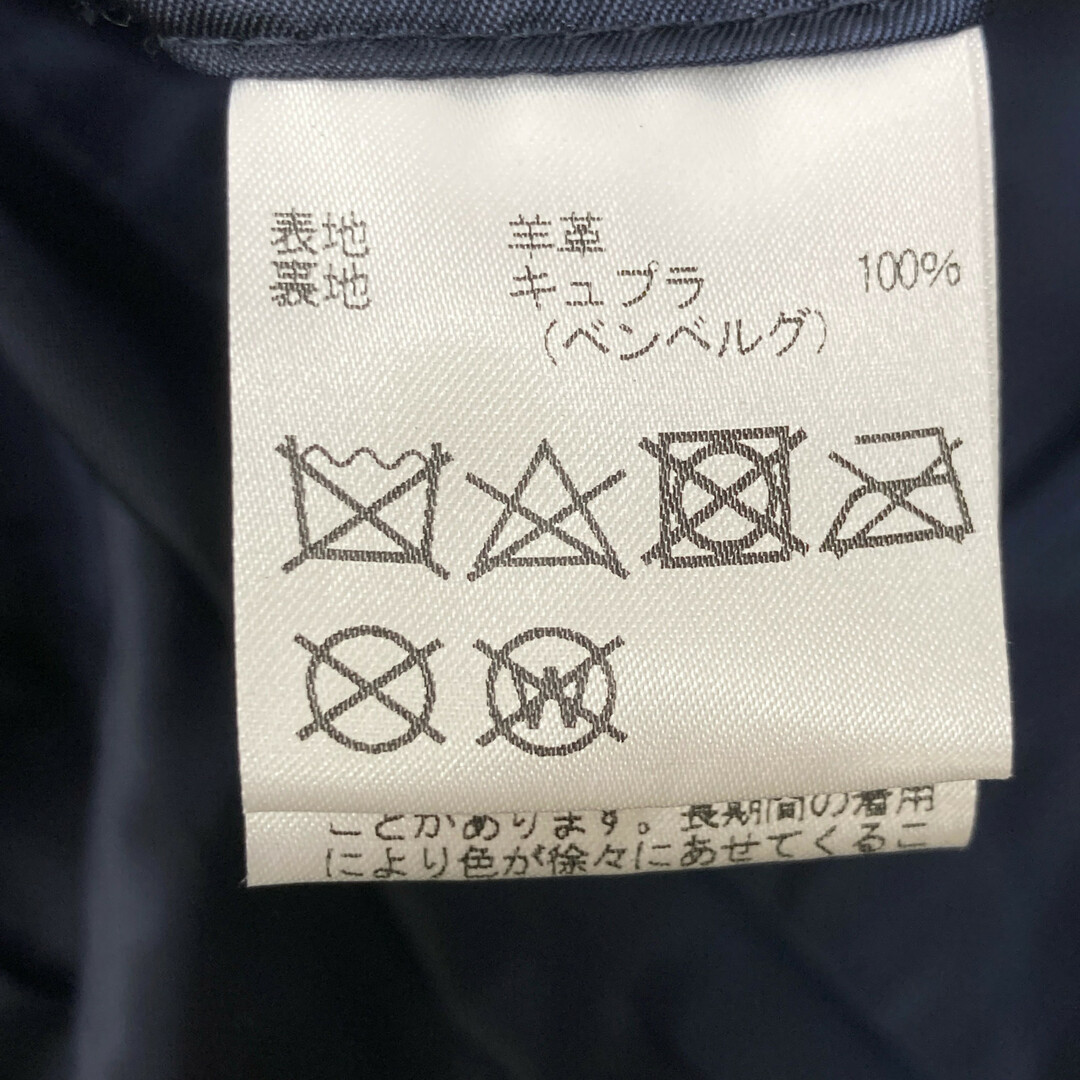 表地 羊革
裏地 キュプラ 100%
(ベンベルグ)
W
ことがあります。長期間の着用
により色が徐々にあせてくるこ